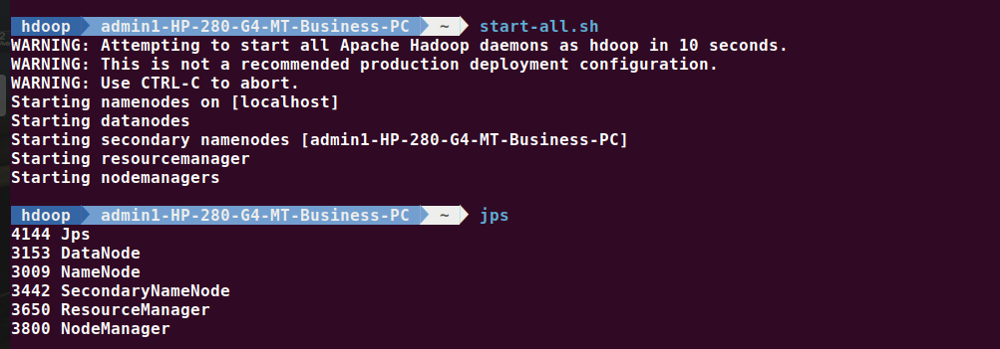 hdoop admin1-HP-280-G4-MT-Business-PC ~ start-all.sh
WARNING: Attempting to start all Apache Hadoop daemons as hdoop in 10 seconds.
WARNING: This is not a recommended production deployment configuration.
WARNING: Use CTRL-C to abort.
Starting namenodes on [localhost]
Starting datanodes
Starting secondary namenodes [admin1-HP-280-G4-MT-Business-PC]
Starting resourcemanager
Starting nodemanagers
hdoop admin1-HP-280-G4-MT-Business-PC ~ jps
4144 Jps
3153 DataNode
3009 NameNode
3442 SecondaryNameNode
3650 ResourceManager
3800 NodeManager